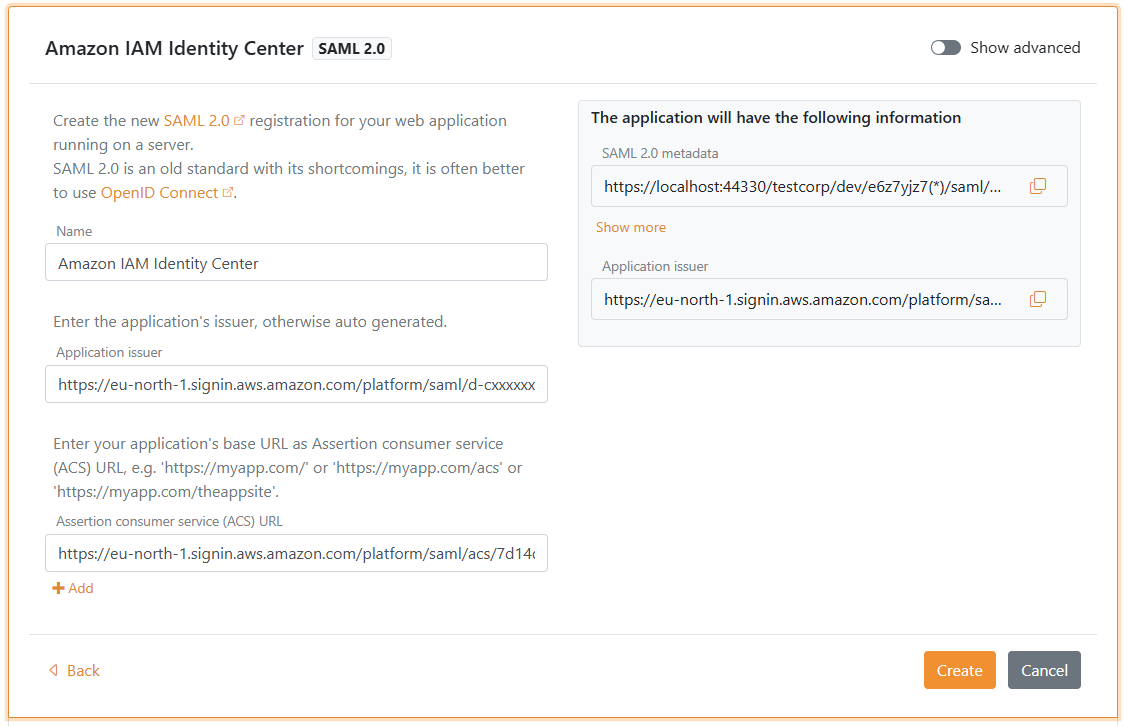 Amazon IAM Identity Center SAML 2.0
Show advanced
Create the new SAML 2.0 registration for your web application
running on a server.
SAML 2.0 is an old standard with its shortcomings, it is often better
to use OpenID Connect.
Name
Amazon IAM Identity Center
Enter the application's issuer, otherwise auto generated.
Application issuer
https://eu-north-1.signin.aws.amazon.com/platform/saml/d-cxxxxxx
Enter your application's base URL as Assertion consumer service
(ACS) URL, e.g. 'https://myapp.com/' or 'https://myapp.com/acs' or
'https://myapp.com/theappsite'.
Assertion consumer service (ACS) URL
https://eu-north-1.signin.aws.amazon.com/platform/saml/acs/7d14
Add
The application will have the following information
SAML 2.0 metadata
https://localhost:44330/testcorp/dev/e6z7yjz7(*)/saml/...
Show more
Application issuer
https://eu-north-1.signin.aws.amazon.com/platform/sa...
Back
Create
Cancel